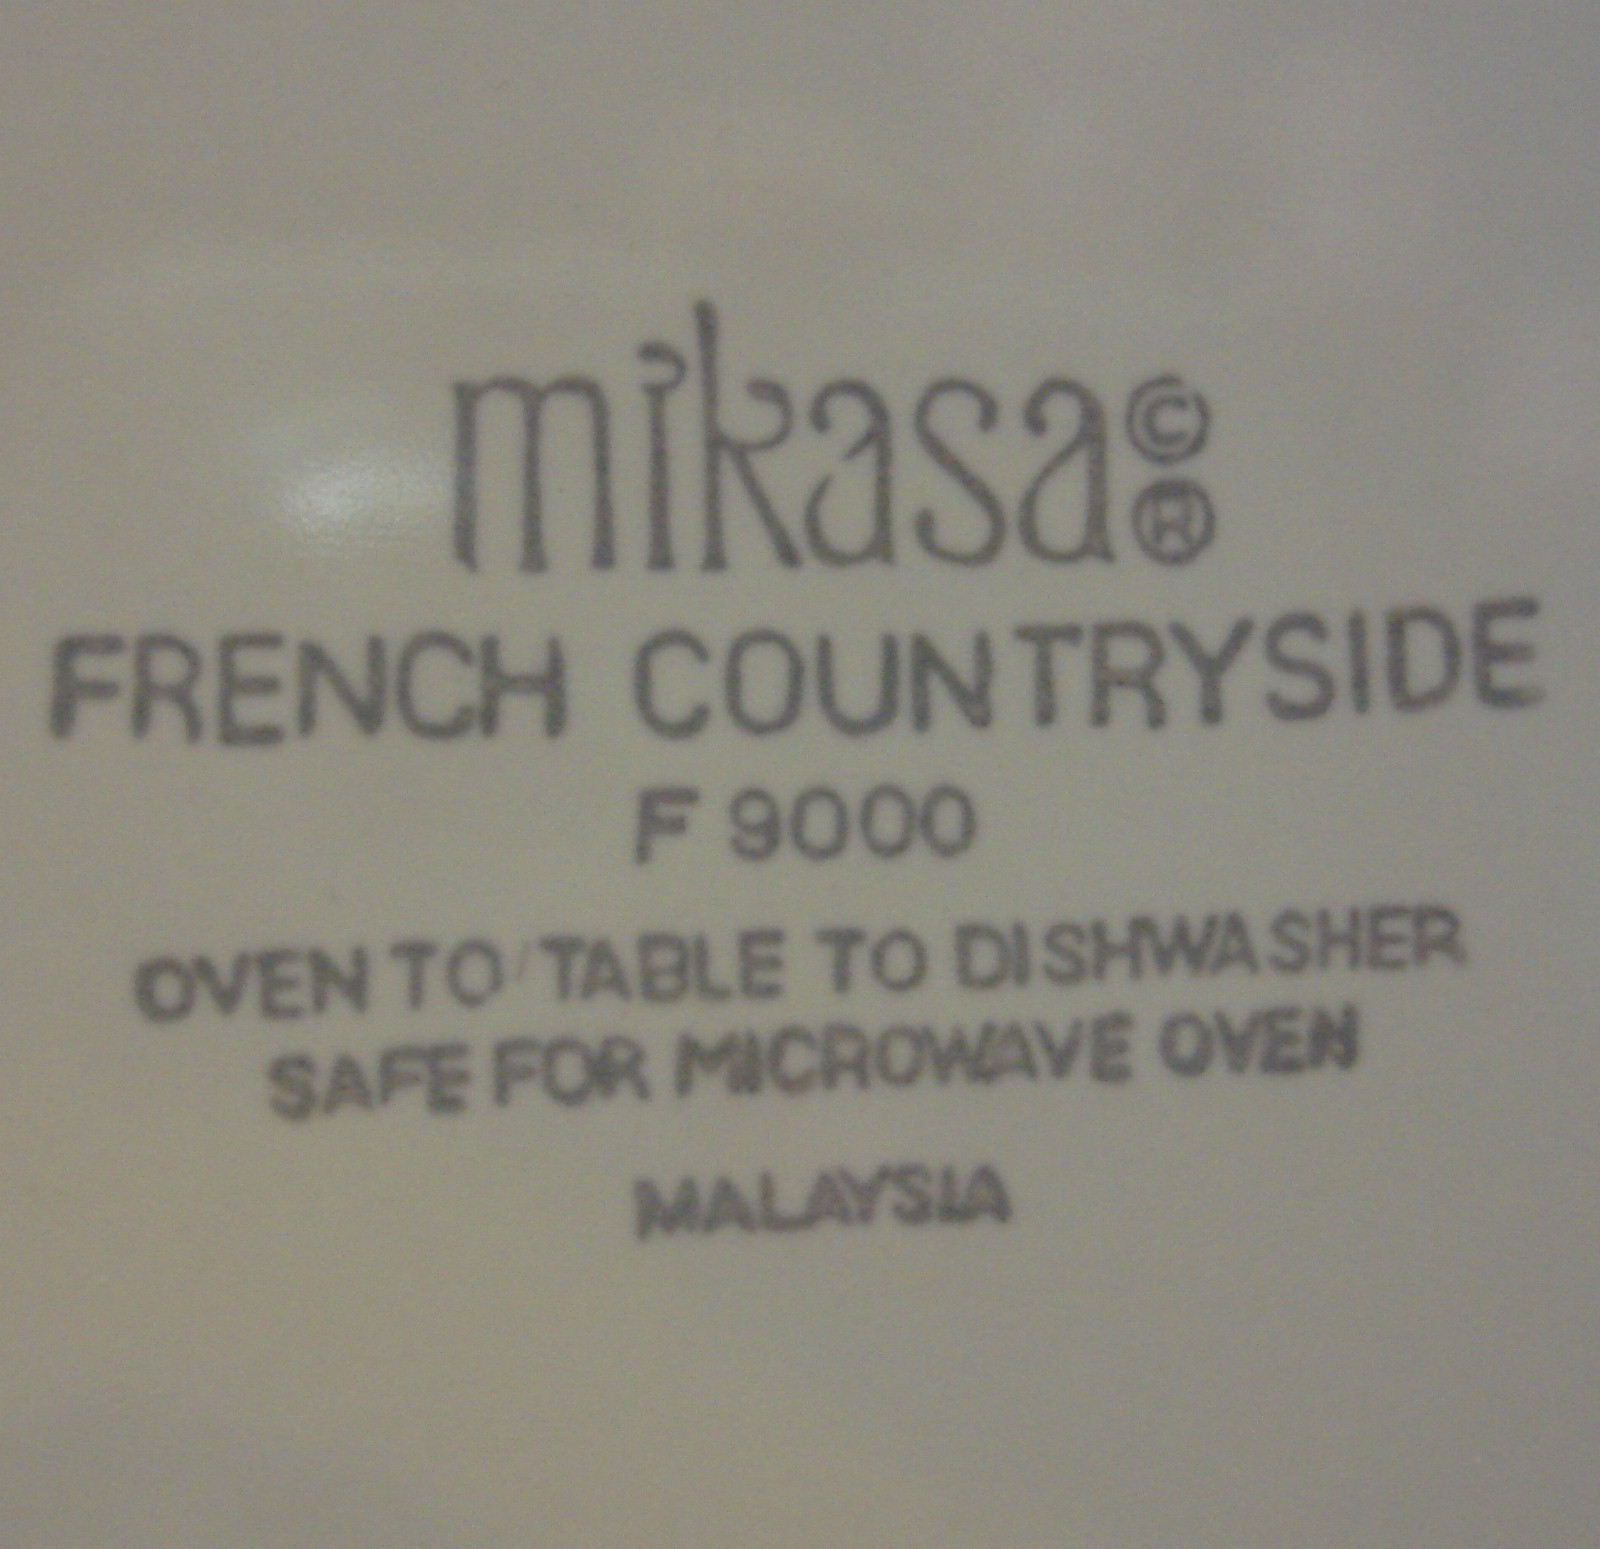 mikasa©®
FRENCH COUNTRYSIDE
F 9000
OVEN TO TABLE TO DISHWASHER
SAFE FOR MICROWAVE OVEN
MALAYSIA